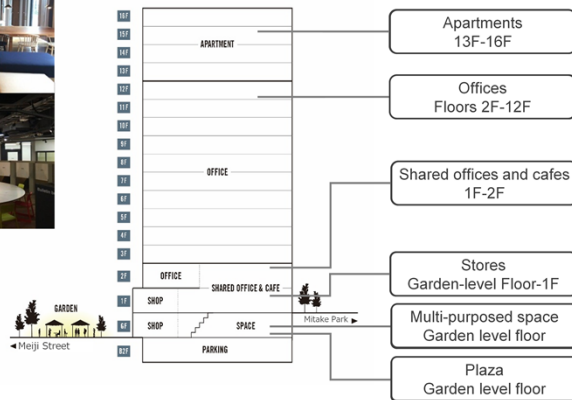 16F
15F
14F
13F
APARTMENT
12F
11F
10F
9F
8F
7F
6F
5F
4F
3F
OFFICE
2F
OFFICE
1F
SHOP
SHARED OFFICE & CAFE
GF
SHOP
SPACE
B2F
PARKING
GARDEN
Meiji Street
Mitake Park
Apartments
13F-16F
Offices
Floors 2F-12F
Shared offices and cafes
1F-2F
Stores
Garden-level Floor-1F
Multi-purposed space
Garden level floor
Plaza
Garden level floor